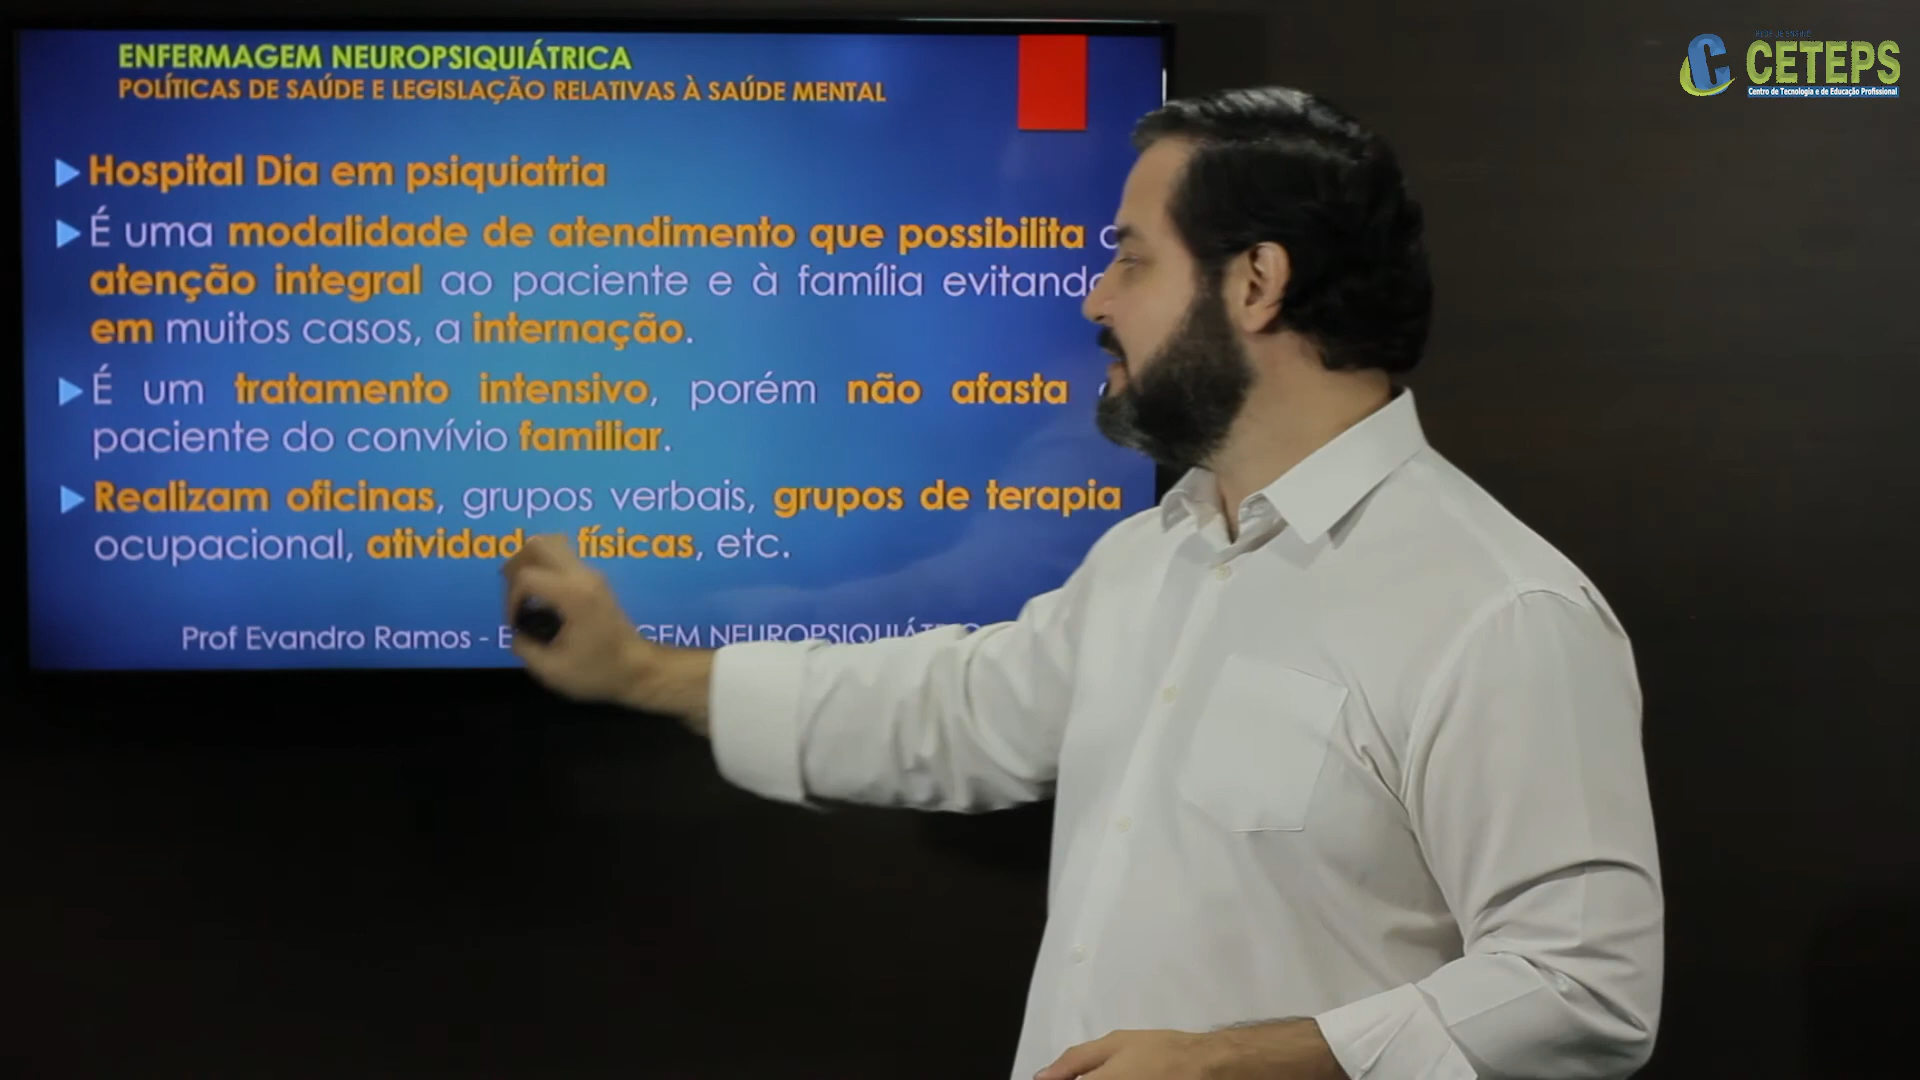 ENFERMAGEM NEUROPSIQUIÁTRICA
POLÍTICAS DE SAÚDE E LEGISLAÇÃO RELATIVAS À SAÚDE MENTAL
Hospital Dia em psiquiatria
É uma modalidade de atendimento que possibilita
atenção integral ao paciente e à família evitando
em muitos casos, a internação.
É um tratamento intensivo, porém não afasta
paciente do convívio familiar.
Realizam oficinas, grupos verbais, grupos de terapia
ocupacional, atividades físicas, etc.
Prof Evandro Ramos -
CETEPS
Centro de Tecnologia e de Educação Profissional